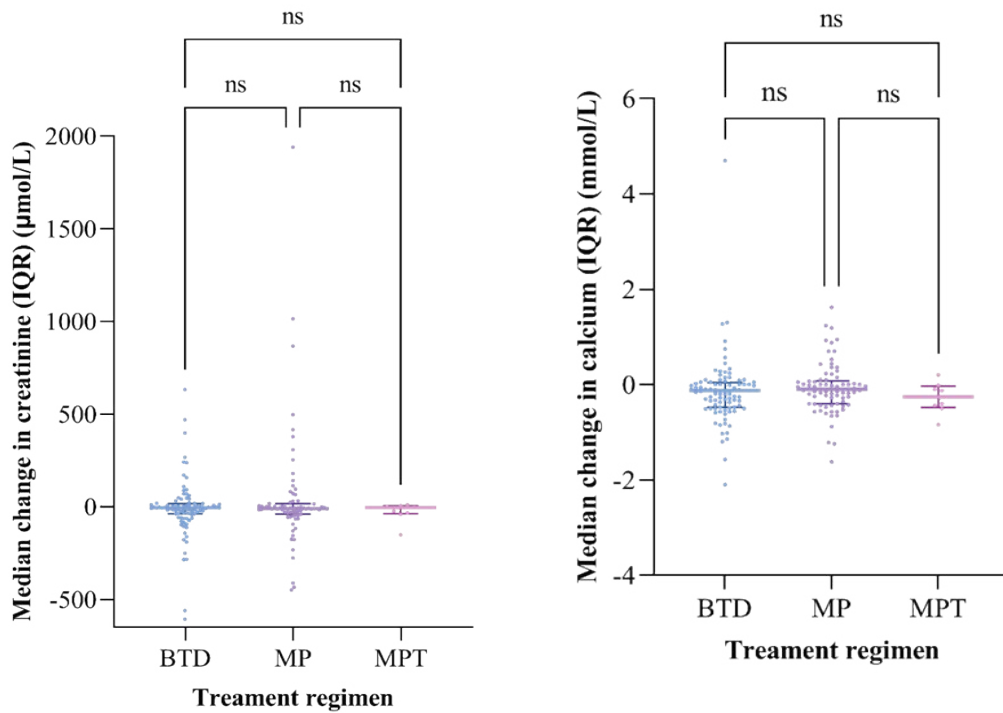 ns
ns
ns
2000
1500
1000
500
0
-500
Median change in creatinine (IQR) (µmol/L)
BTD
MP
MPT
Treament regimen
ns
ns
ns
6
4
2
0
-2
-4
Median change in calcium (IQR) (mmol/L)
BTD
MP
MPT
Treament regimen